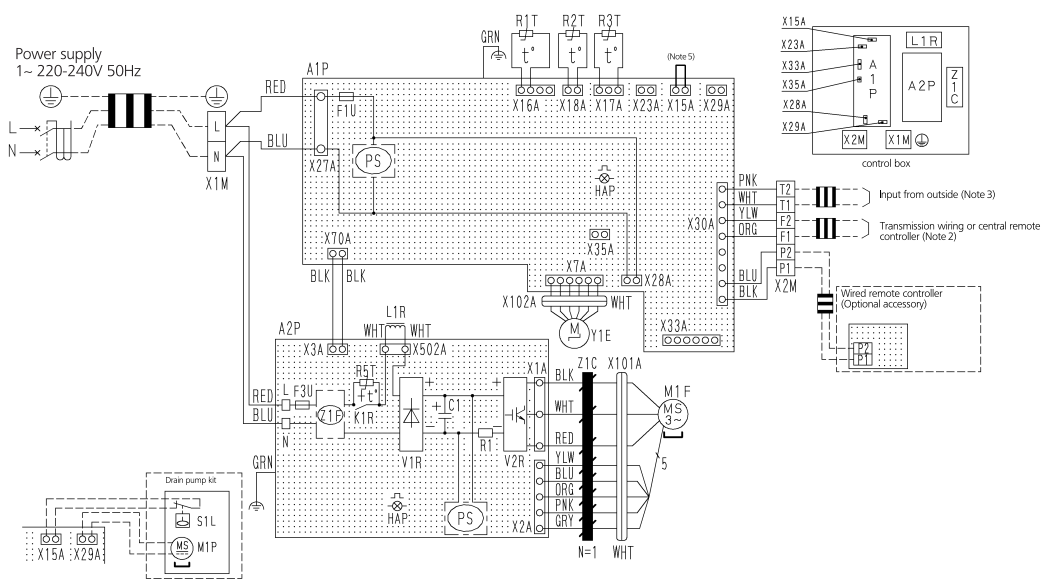 Power supply
1~ 220-240V 50Hz
L
N
L
N
X1M
RED
BLU
A1P
F1U
X27A
PS
GRN
R1T
R2T
R3T
t°
t°
t°
(Note 5)
X16A
X18A
X17A
X23A
X15A
X29A
HAP
X35A
X70A
BLK
BLK
X7A
X28A
X102A
WHT
M
Y1E
X33A
X30A
PNK
WHT
YLW
ORG
BLU
BLK
T2
T1
F2
F1
P2
P1
X2M
Input from outside (Note 3)
Transmission wiring or central remote
controller (Note 2)
Wired remote controller
(Optional accessory)
P2
P1
X15A
X23A
X33A
X35A
X28A
X29A
A
1
P
L1R
A2P
Z
1
C
X2M
X1M
control box
A2P
X3A
L1R
WHT
WHT
X502A
RED
BLU
L
N
F3U
Z1F
R5T
+t°
K1R
V1R
+
-
+
C1
R1
+
-
V2R
X1A
X2A
PS
HAP
GRN
BLK
WHT
RED
YLW
BLU
ORG
PNK
GRY
Z1C
N=1
X101A
WHT
M1F
MS
3~
5
Drain pump kit
S1L
MS
M1P
X15A
X29A